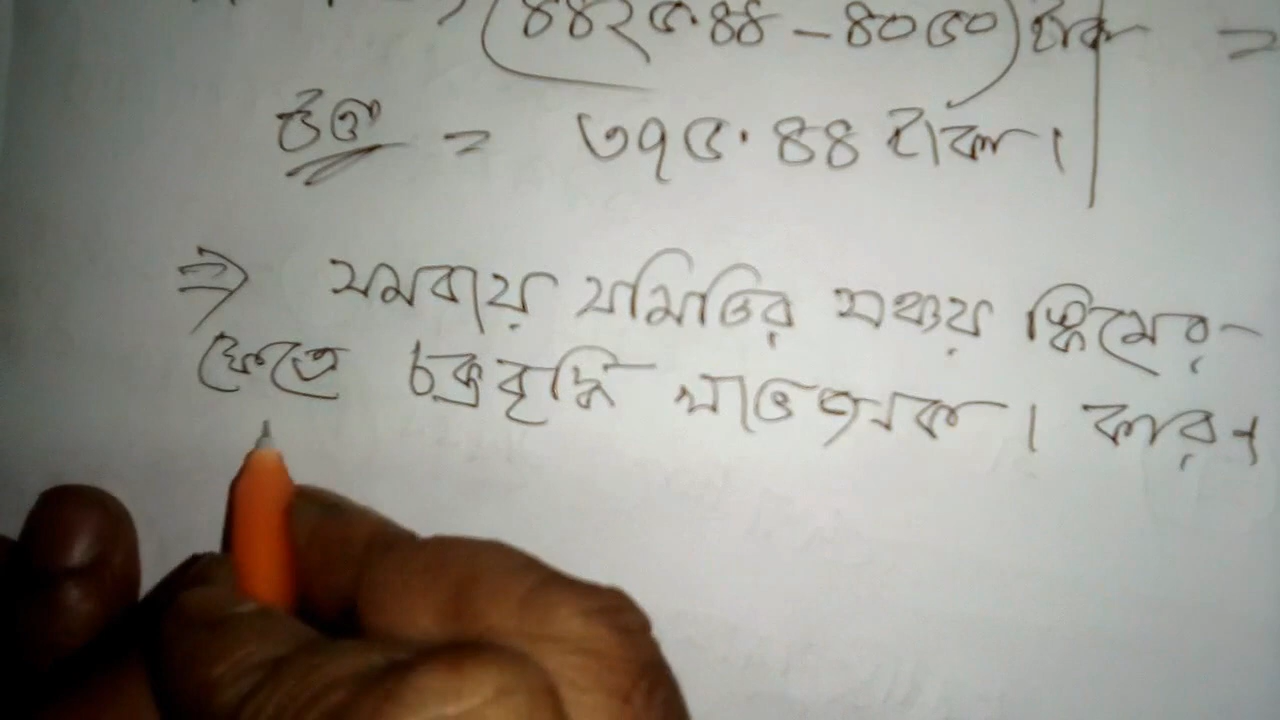 (৪৪২৫.৪৪ – ৪০৫০) টাকা =
= ৩৭৫.৪৪ টাকা।
⇒ সমবায় সমিতির সঞ্চয় স্কিমের
ক্ষেত্রে চক্রবৃদ্ধি লাভজনক। কারণ